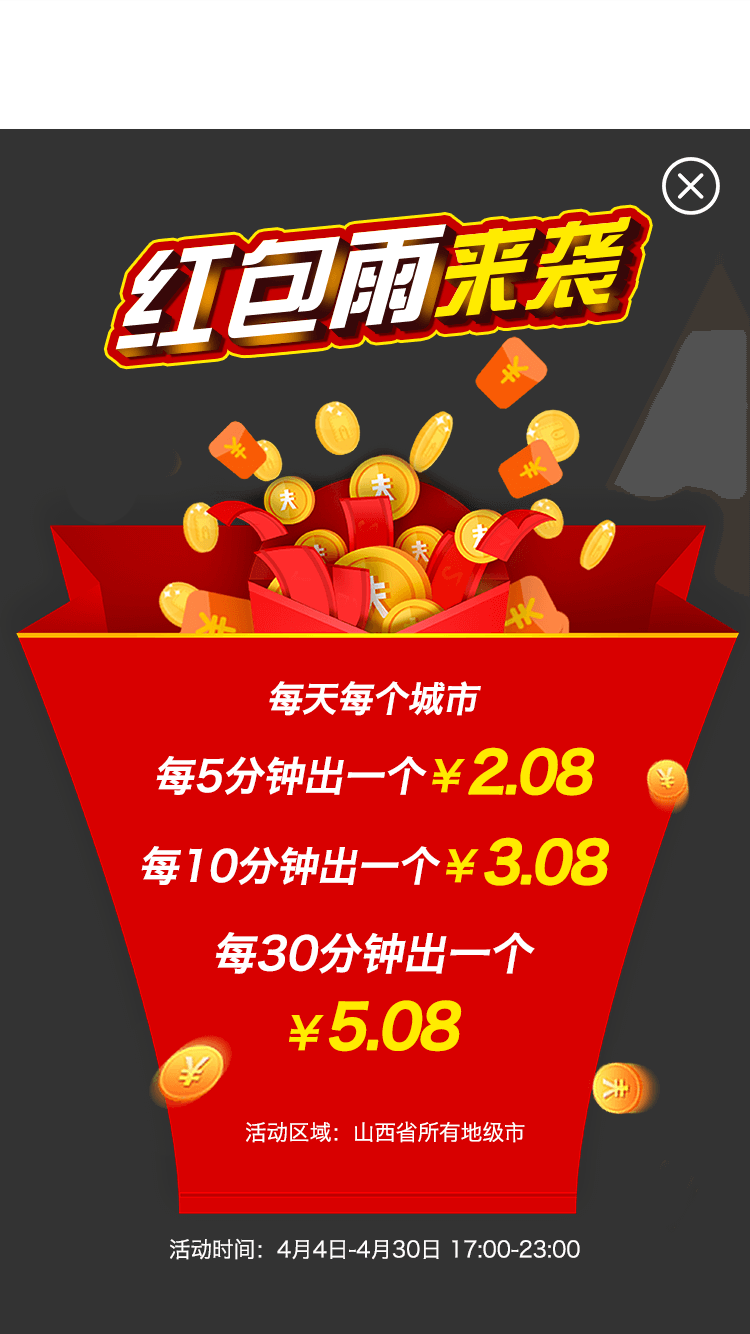 红包雨来袭
每天每个城市
每5分钟出一个￥2.08
每10分钟出一个￥3.08
每30分钟出一个
￥5.08
活动区域：山西省所有地级市
活动时间：4月4日-4月30日 17:00-23:00